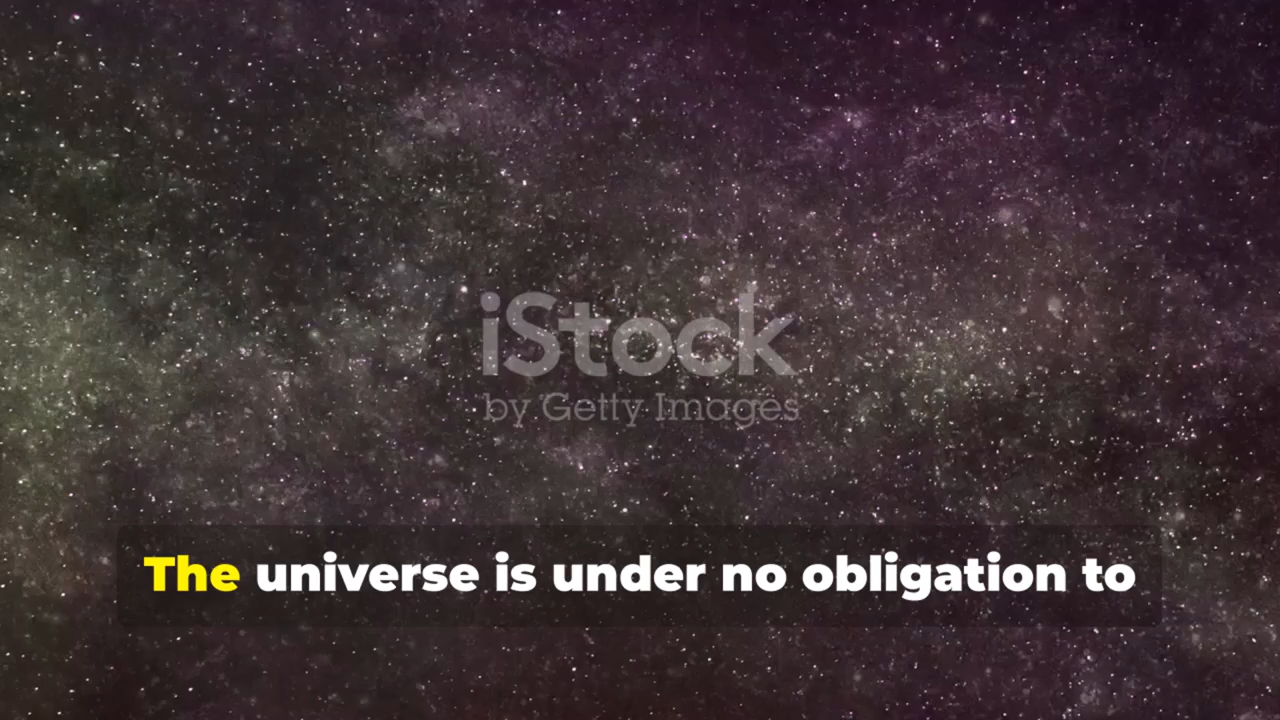 iStock
by Getty Images
The universe is under no obligation to